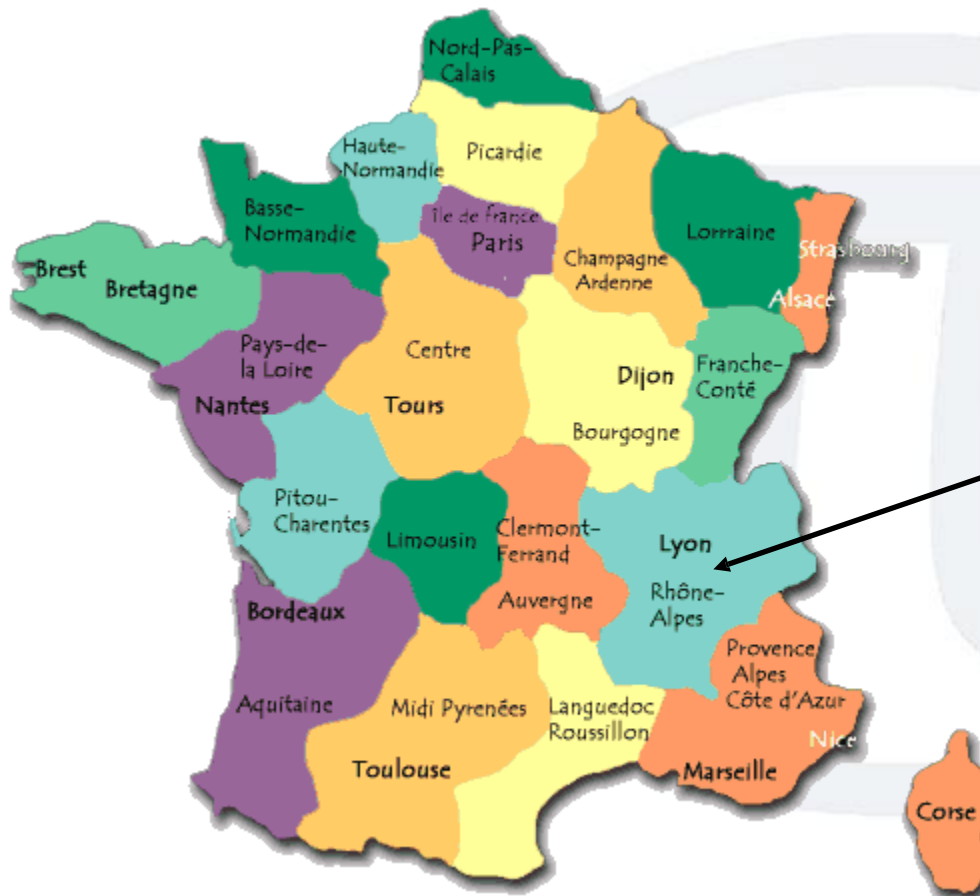 Nord-Pas-
Calais
Haute-
Normandie
Picardie
Basse-
Normandie
île de france
Paris
Champagne
Ardenne
Lorrraine
Strasbourg
Alsace
Brest
Bretagne
Pays-de-
la Loire
Nantes
Centre
Tours
Dijon
Bourgogne
Franche-
Conté
Pitou-
Charentes
Limousin
Clermont-
Ferrand
Auvergne
Lyon
Rhône-
Alpes
Bordeaux
Aquitaine
Midi Pyrenées
Toulouse
Languedoc
Roussillon
Provence
Alpes
Côte d'Azur
Nice
Marseille
Corse